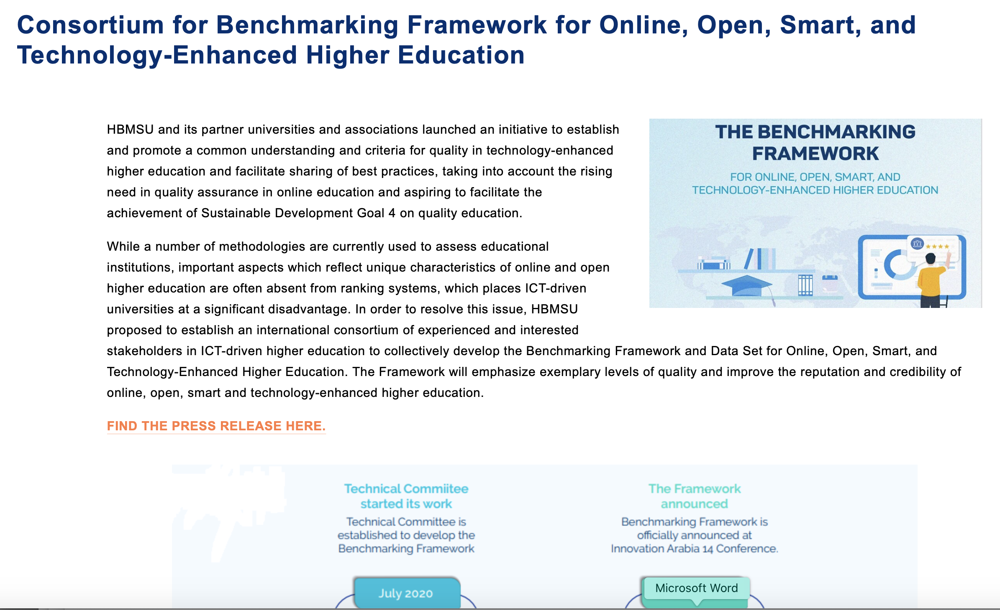 Consortium for Benchmarking Framework for Online, Open, Smart, and
Technology-Enhanced Higher Education
HBMSU and its partner universities and associations launched an initiative to establish
and promote a common understanding and criteria for quality in technology-enhanced
higher education and facilitate sharing of best practices, taking into account the rising
need in quality assurance in online education and aspiring to facilitate the
achievement of Sustainable Development Goal 4 on quality education.
THE BENCHMARKING
FRAMEWORK
FOR ONLINE, OPEN, SMART, AND
TECHNOLOGY-ENHANCED HIGHER EDUCATION
While a number of methodologies are currently used to assess educational
institutions, important aspects which reflect unique characteristics of online and open
higher education are often absent from ranking systems, which places ICT-driven
universities at a significant disadvantage. In order to resolve this issue, HBMSU
proposed to establish an international consortium of experienced and interested
stakeholders in ICT-driven higher education to collectively develop the Benchmarking Framework and Data Set for Online, Open, Smart, and
Technology-Enhanced Higher Education. The Framework will emphasize exemplary levels of quality and improve the reputation and credibility of
online, open, smart and technology-enhanced higher education.
FIND THE PRESS RELEASE HERE.
Technical Commiitee
started its work
Technical Committee is
established to develop the
Benchmarking Framework
July 2020
The Framework
announced
Benchmarking Framework is
officially announced at
Innovation Arabia 14 Conference.
Microsoft Word